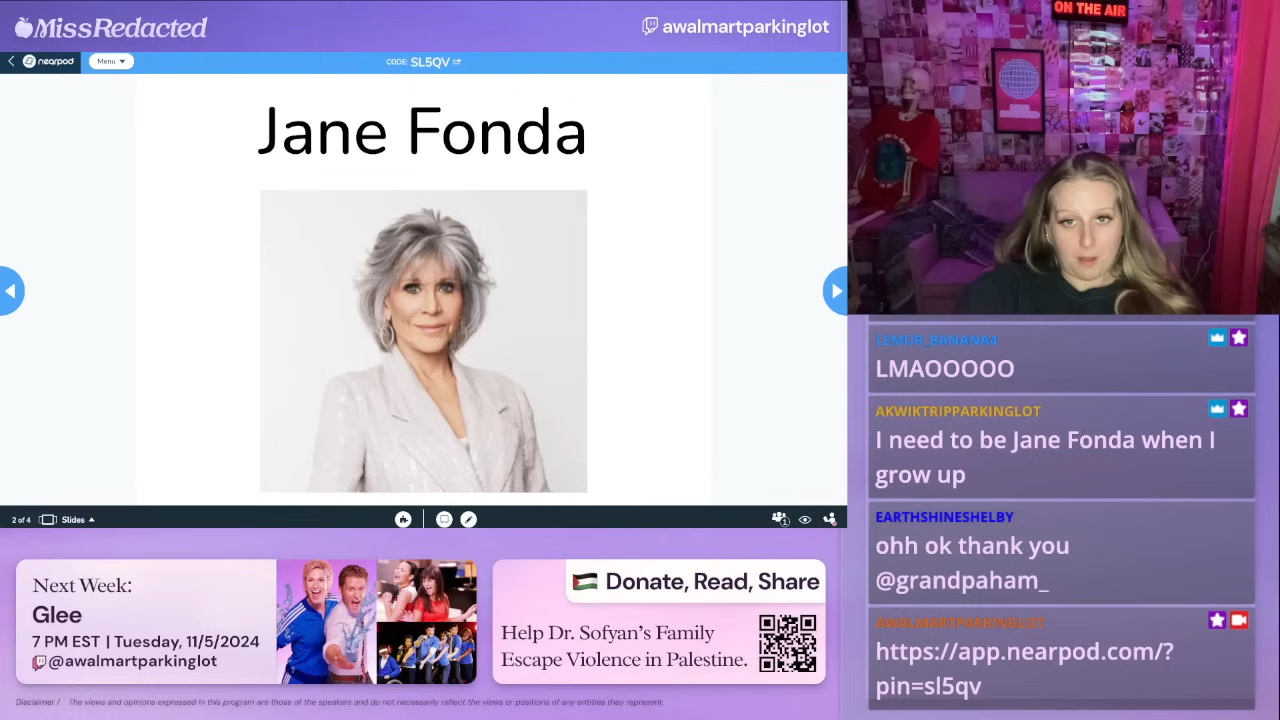 MissRedacted
awalmartparkinglot
nearpod
Menu
CODE: SL5QV
Jane Fonda
2 of 4
Slides
1
Next Week:
Glee
7 PM EST | Tuesday, 11/5/2024
@awalmartparkinglot
Donate, Read, Share
Help Dr. Sofyan's Family
Escape Violence in Palestine.
Disclaimer / The views and opinions expressed in this program are those of the speakers and do not necessarily reflect the views or positions of any entities they represent
ON THE AIR
LEMUR_BANANA4
LMAOOOOO
AKWIKTRIPPARKINGLOT
I need to be Jane Fonda when I
grow up
EARTHSHINESHELBY
ohh ok thank you
@grandpaham_
AWALMARTPARKINGLOT
https://app.nearpod.com/?
pin=sl5qv